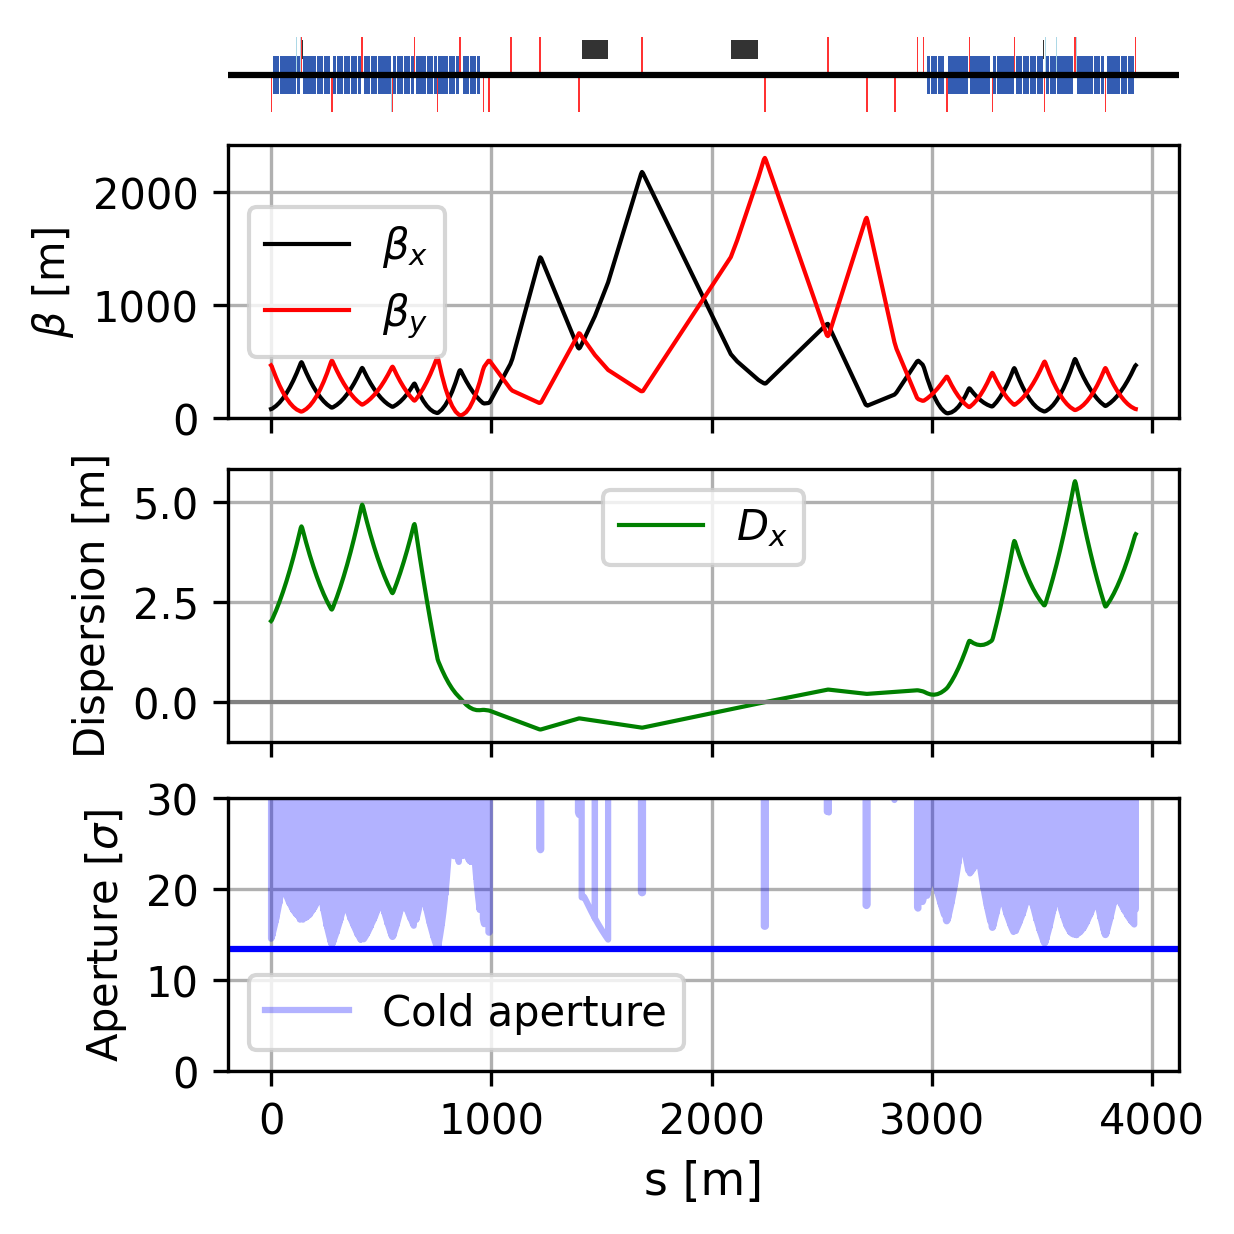 2000
1000
0
β [m]
βx
βy
5.0
2.5
0.0
Dispersion [m]
Dx
30
20
10
0
Aperture [σ]
Cold aperture
0 1000 2000 3000 4000
s [m]